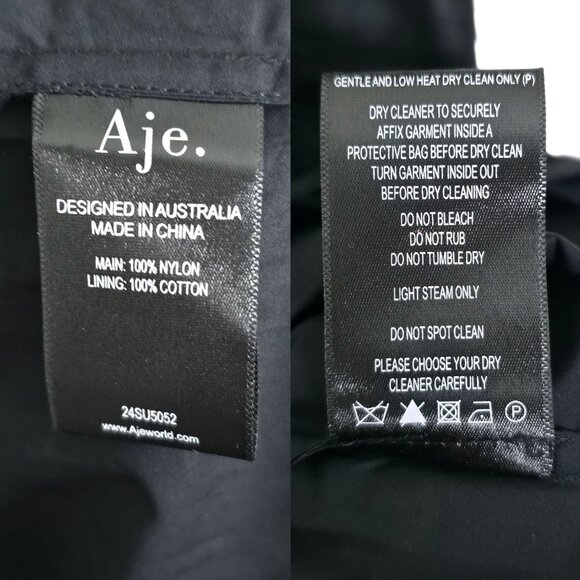 Aje.
DESIGNED IN AUSTRALIA
MADE IN CHINA
MAIN: 100% NYLON
LINING: 100% COTTON
24SU5052
www.Ajeworld.com
GENTLE AND LOW HEAT DRY CLEAN ONLY (P)
DRY CLEANER TO SECURELY
AFFIX GARMENT INSIDE A
PROTECTIVE BAG BEFORE DRY CLEAN
TURN GARMENT INSIDE OUT
BEFORE DRY CLEANING
DO NOT BLEACH
DO NOT RUB
DO NOT TUMBLE DRY
LIGHT STEAM ONLY
DO NOT SPOT CLEAN
PLEASE CHOOSE YOUR DRY
CLEANER CAREFULLY
P